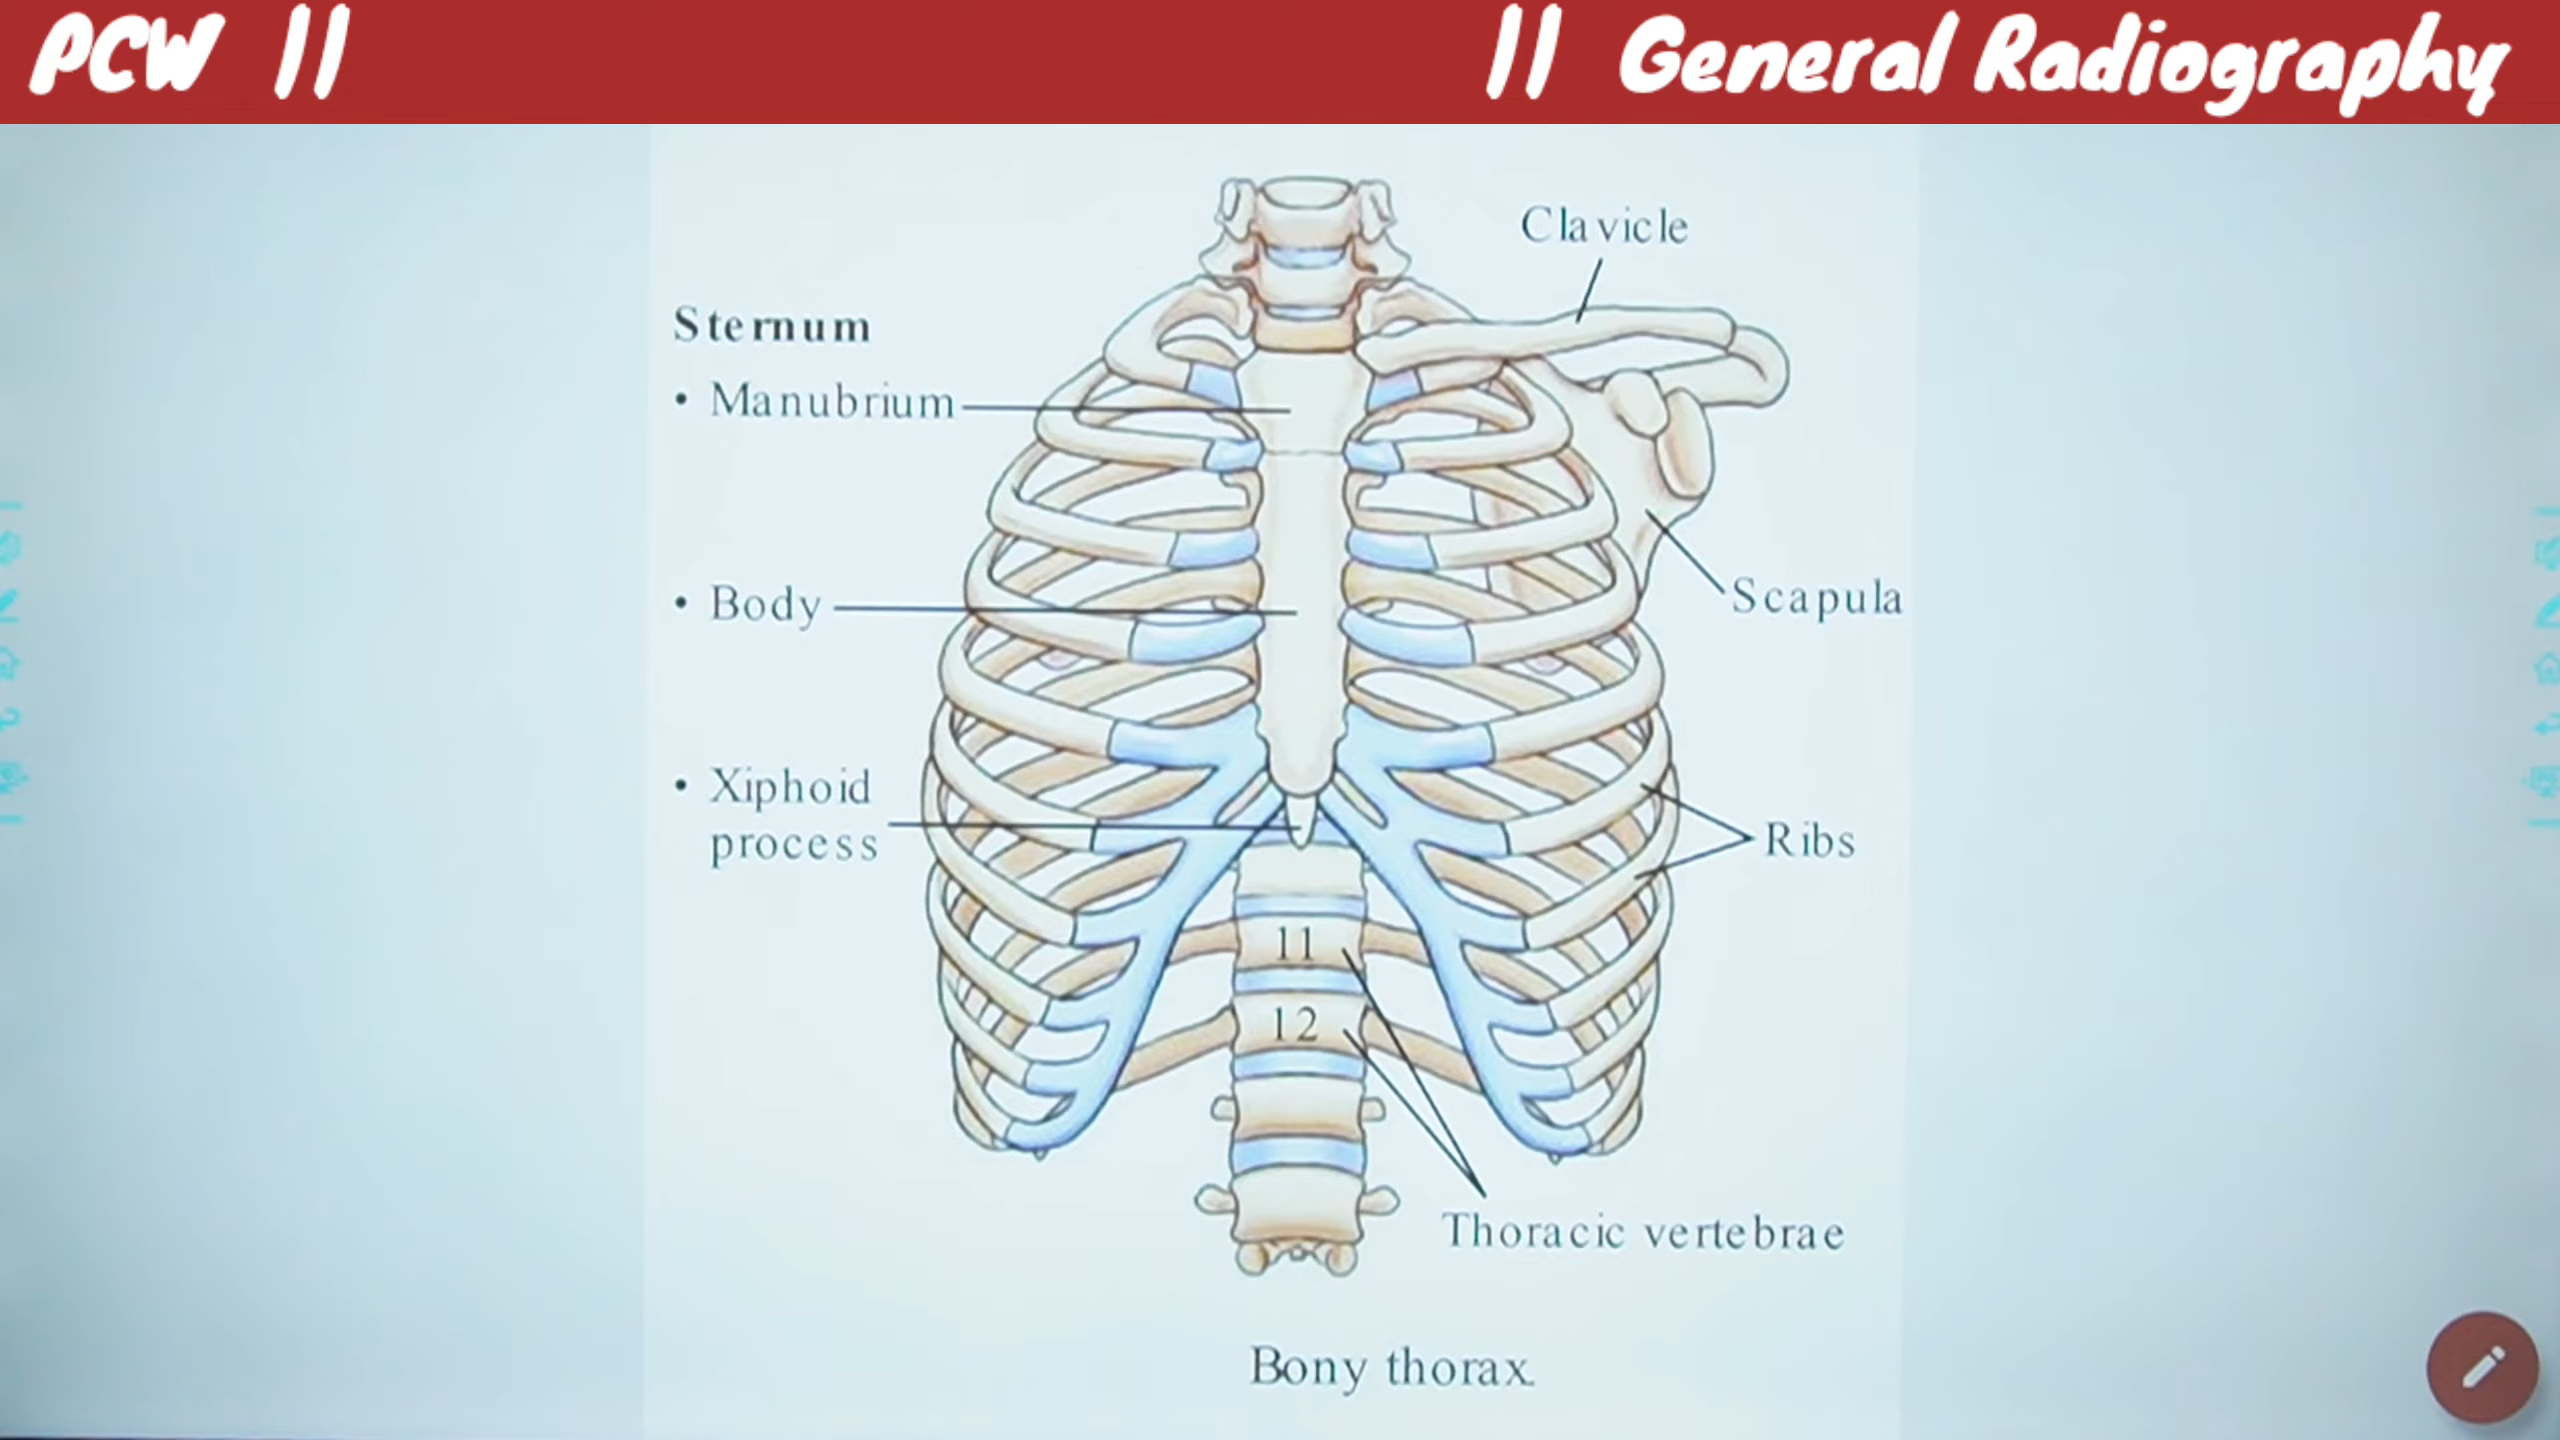 PCW || || General Radiography
Clavicle
Sternum
• Manubrium
• Body
Scapula
• Xiphoid
process
Ribs
11
12
Thoracic vertebrae
Bony thorax